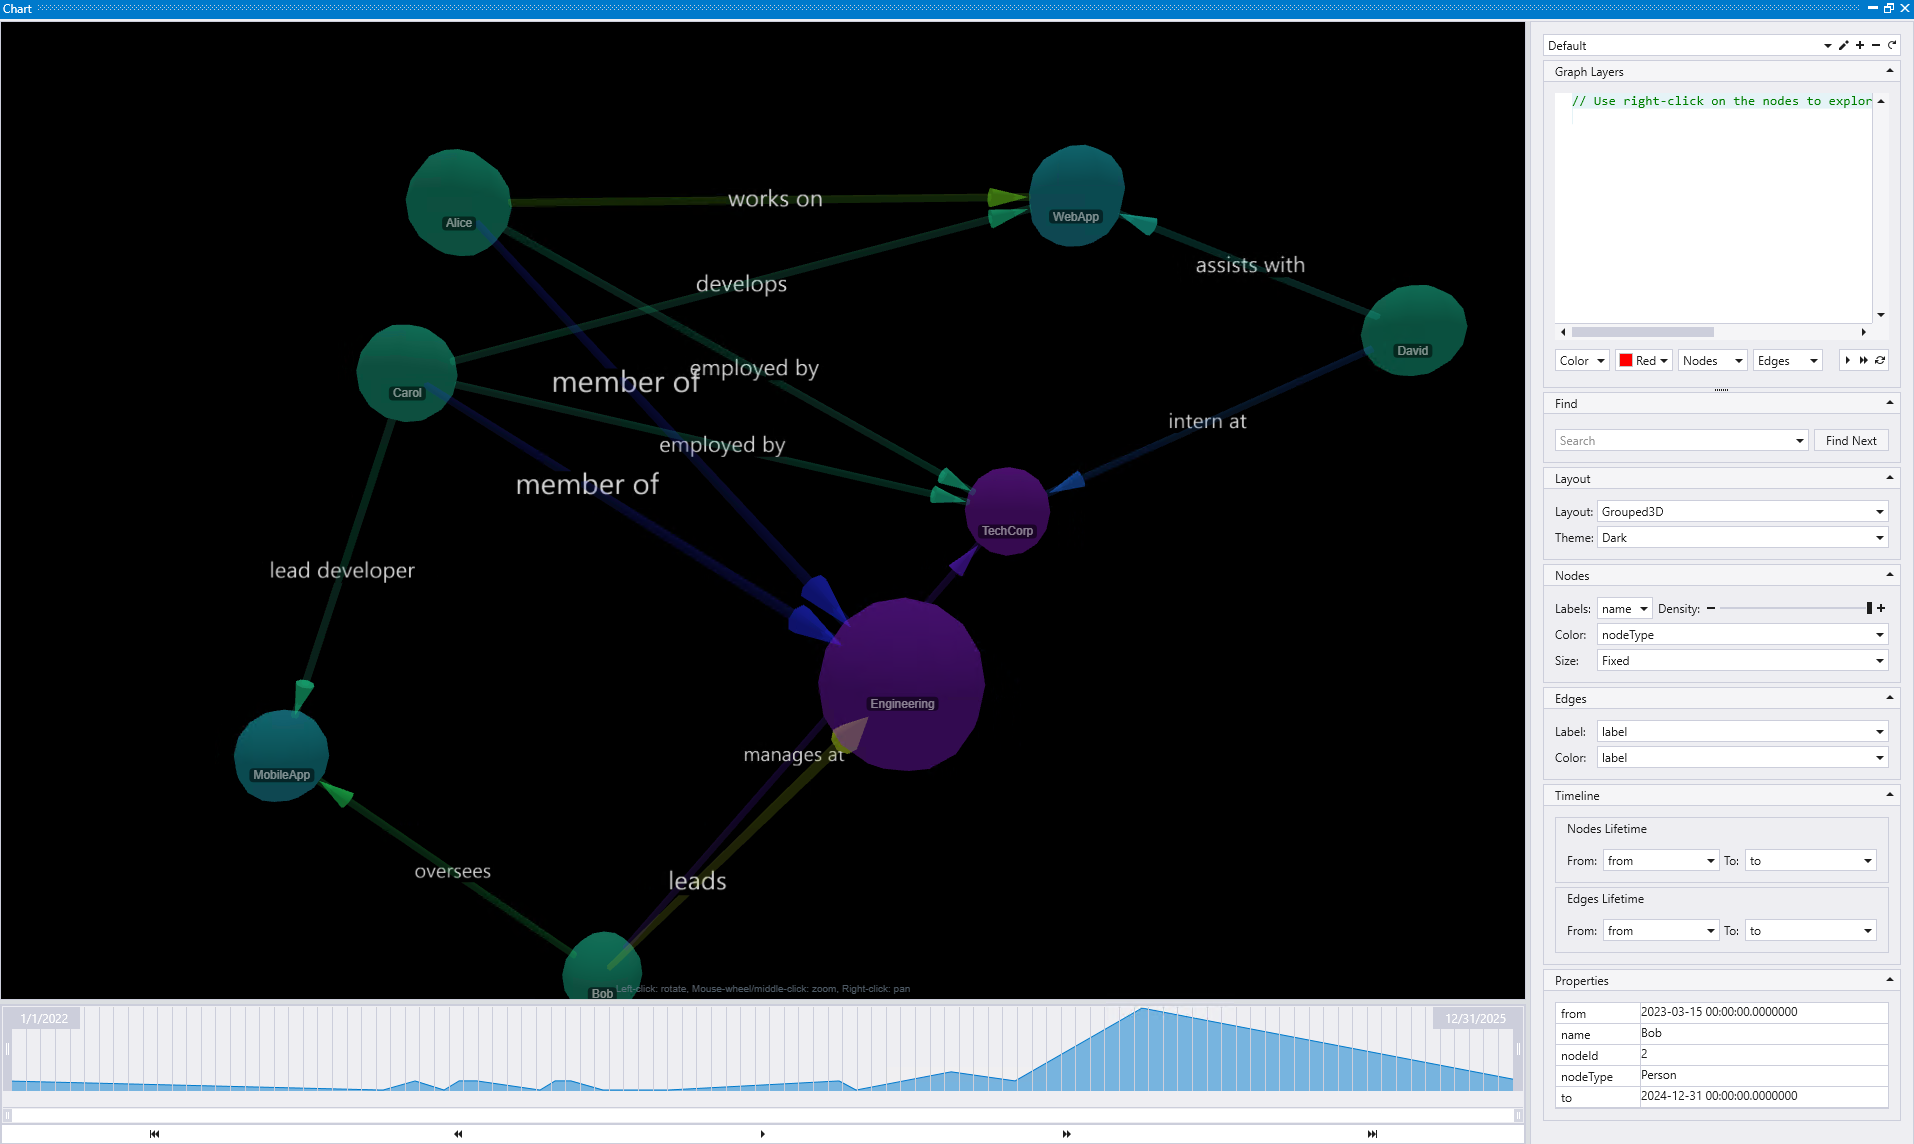 Chart
Alice
works on
WebApp
develops
assists with
David
Carol
member of
employed by
employed by
intern at
member of
TechCorp
lead developer
Engineering
manages at
MobileApp
oversees
leads
Bob
Left-click: rotate, Mouse-wheel/middle-click: zoom, Right-click: pan
1/1/2022
12/31/2025
Default
Graph Layers
// Use right-click on the nodes to explor
Color
Red
Nodes
Edges
Find
Search
Find Next
Layout
Layout: Grouped3D
Theme: Dark
Nodes
Labels: name Density:
Color: nodeType
Size: Fixed
Edges
Label: label
Color: label
Timeline
Nodes Lifetime
From: from To: to
Edges Lifetime
From: from To: to
Properties
from 2023-03-15 00:00:00.0000000
name Bob
nodeId 2
nodeType Person
to 2024-12-31 00:00:00.0000000